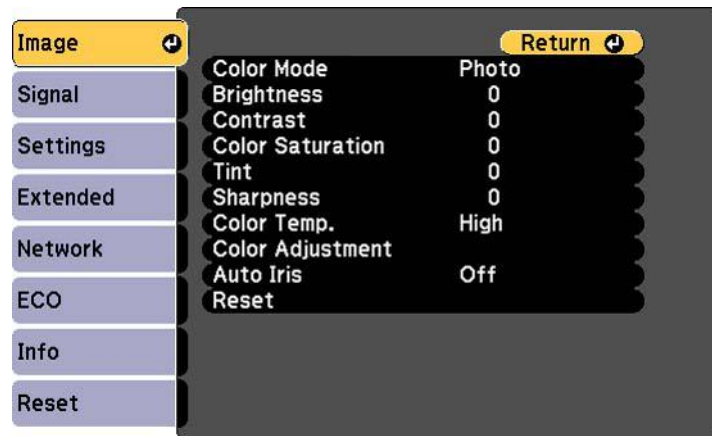 Image
Signal
Settings
Extended
Network
ECO
Info
Reset
Return
Color Mode Photo
Brightness 0
Contrast 0
Color Saturation 0
Tint 0
Sharpness 0
Color Temp. High
Color Adjustment
Auto Iris Off
Reset